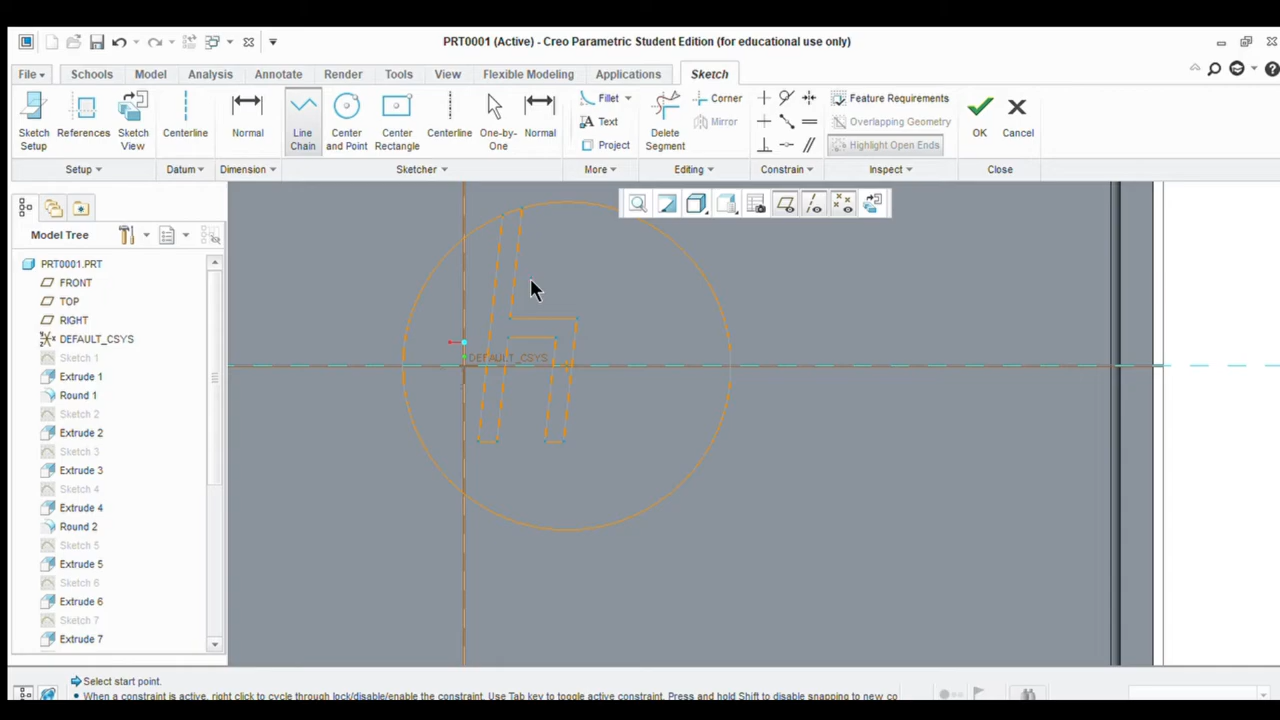 PRT0001 (Active) - Creo Parametric Student Edition (for educational use only)
File Schools Model Analysis Annotate Render Tools View Flexible Modeling Applications Sketch
Sketch Setup
References
Sketch View
Centerline
Normal
Line Chain
Center and Point
Center Rectangle
Centerline
One-by-One
Normal
Fillet
Text
Project
Delete Segment
Corner
Mirror
Feature Requirements
Overlapping Geometry
Highlight Open Ends
OK
Cancel
Setup Datum Dimension Sketcher More Editing Constrain Inspect Close
Model Tree
PRT0001.PRT
FRONT
TOP
RIGHT
DEFAULT_CSYS
Sketch 1
Extrude 1
Round 1
Sketch 2
Extrude 2
Sketch 3
Extrude 3
Sketch 4
Extrude 4
Round 2
Sketch 5
Extrude 5
Sketch 6
Extrude 6
Sketch 7
Extrude 7
DEFAULT_CSYS
Select start point.
• When a constraint is active, right click to cycle through lock/disable/enable the constraint. Use Tab key to toggle active constraint. Press and hold Shift to disable snapping to new co